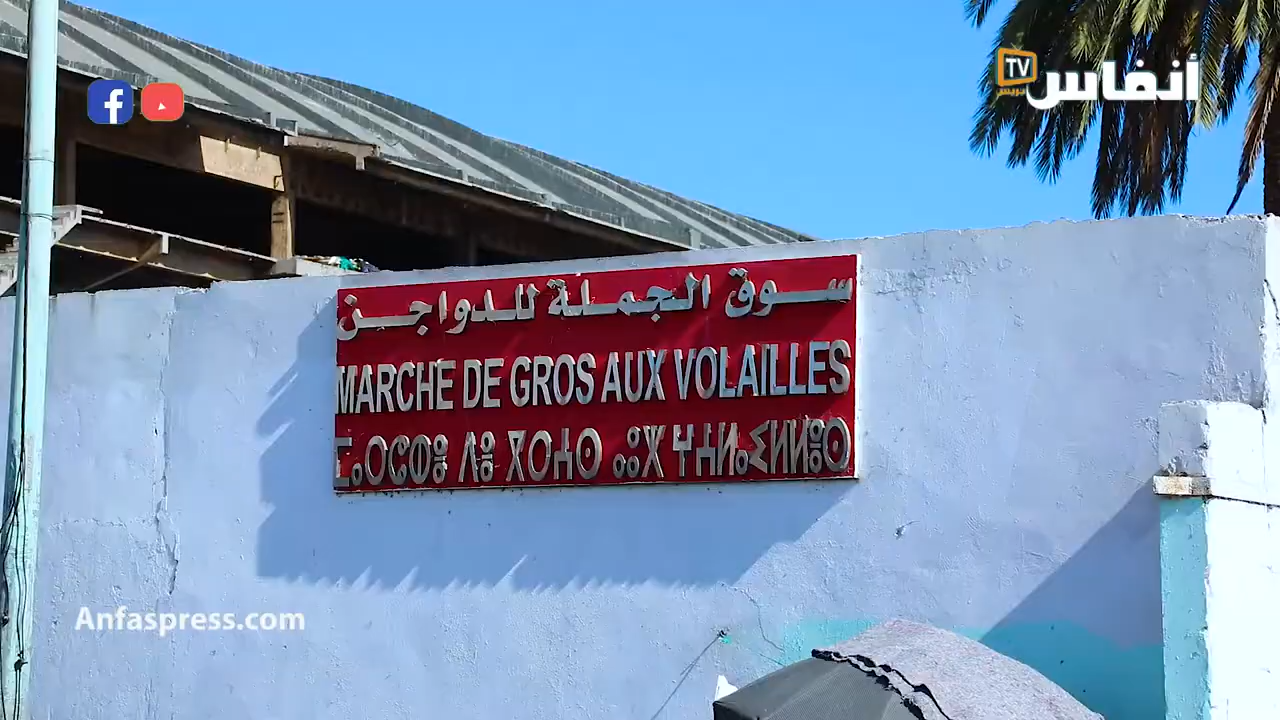 TV
أنفاس
سوق الجملة للدواجن
MARCHE DE GROS AUX VOLAILLES
Anfaspress.com